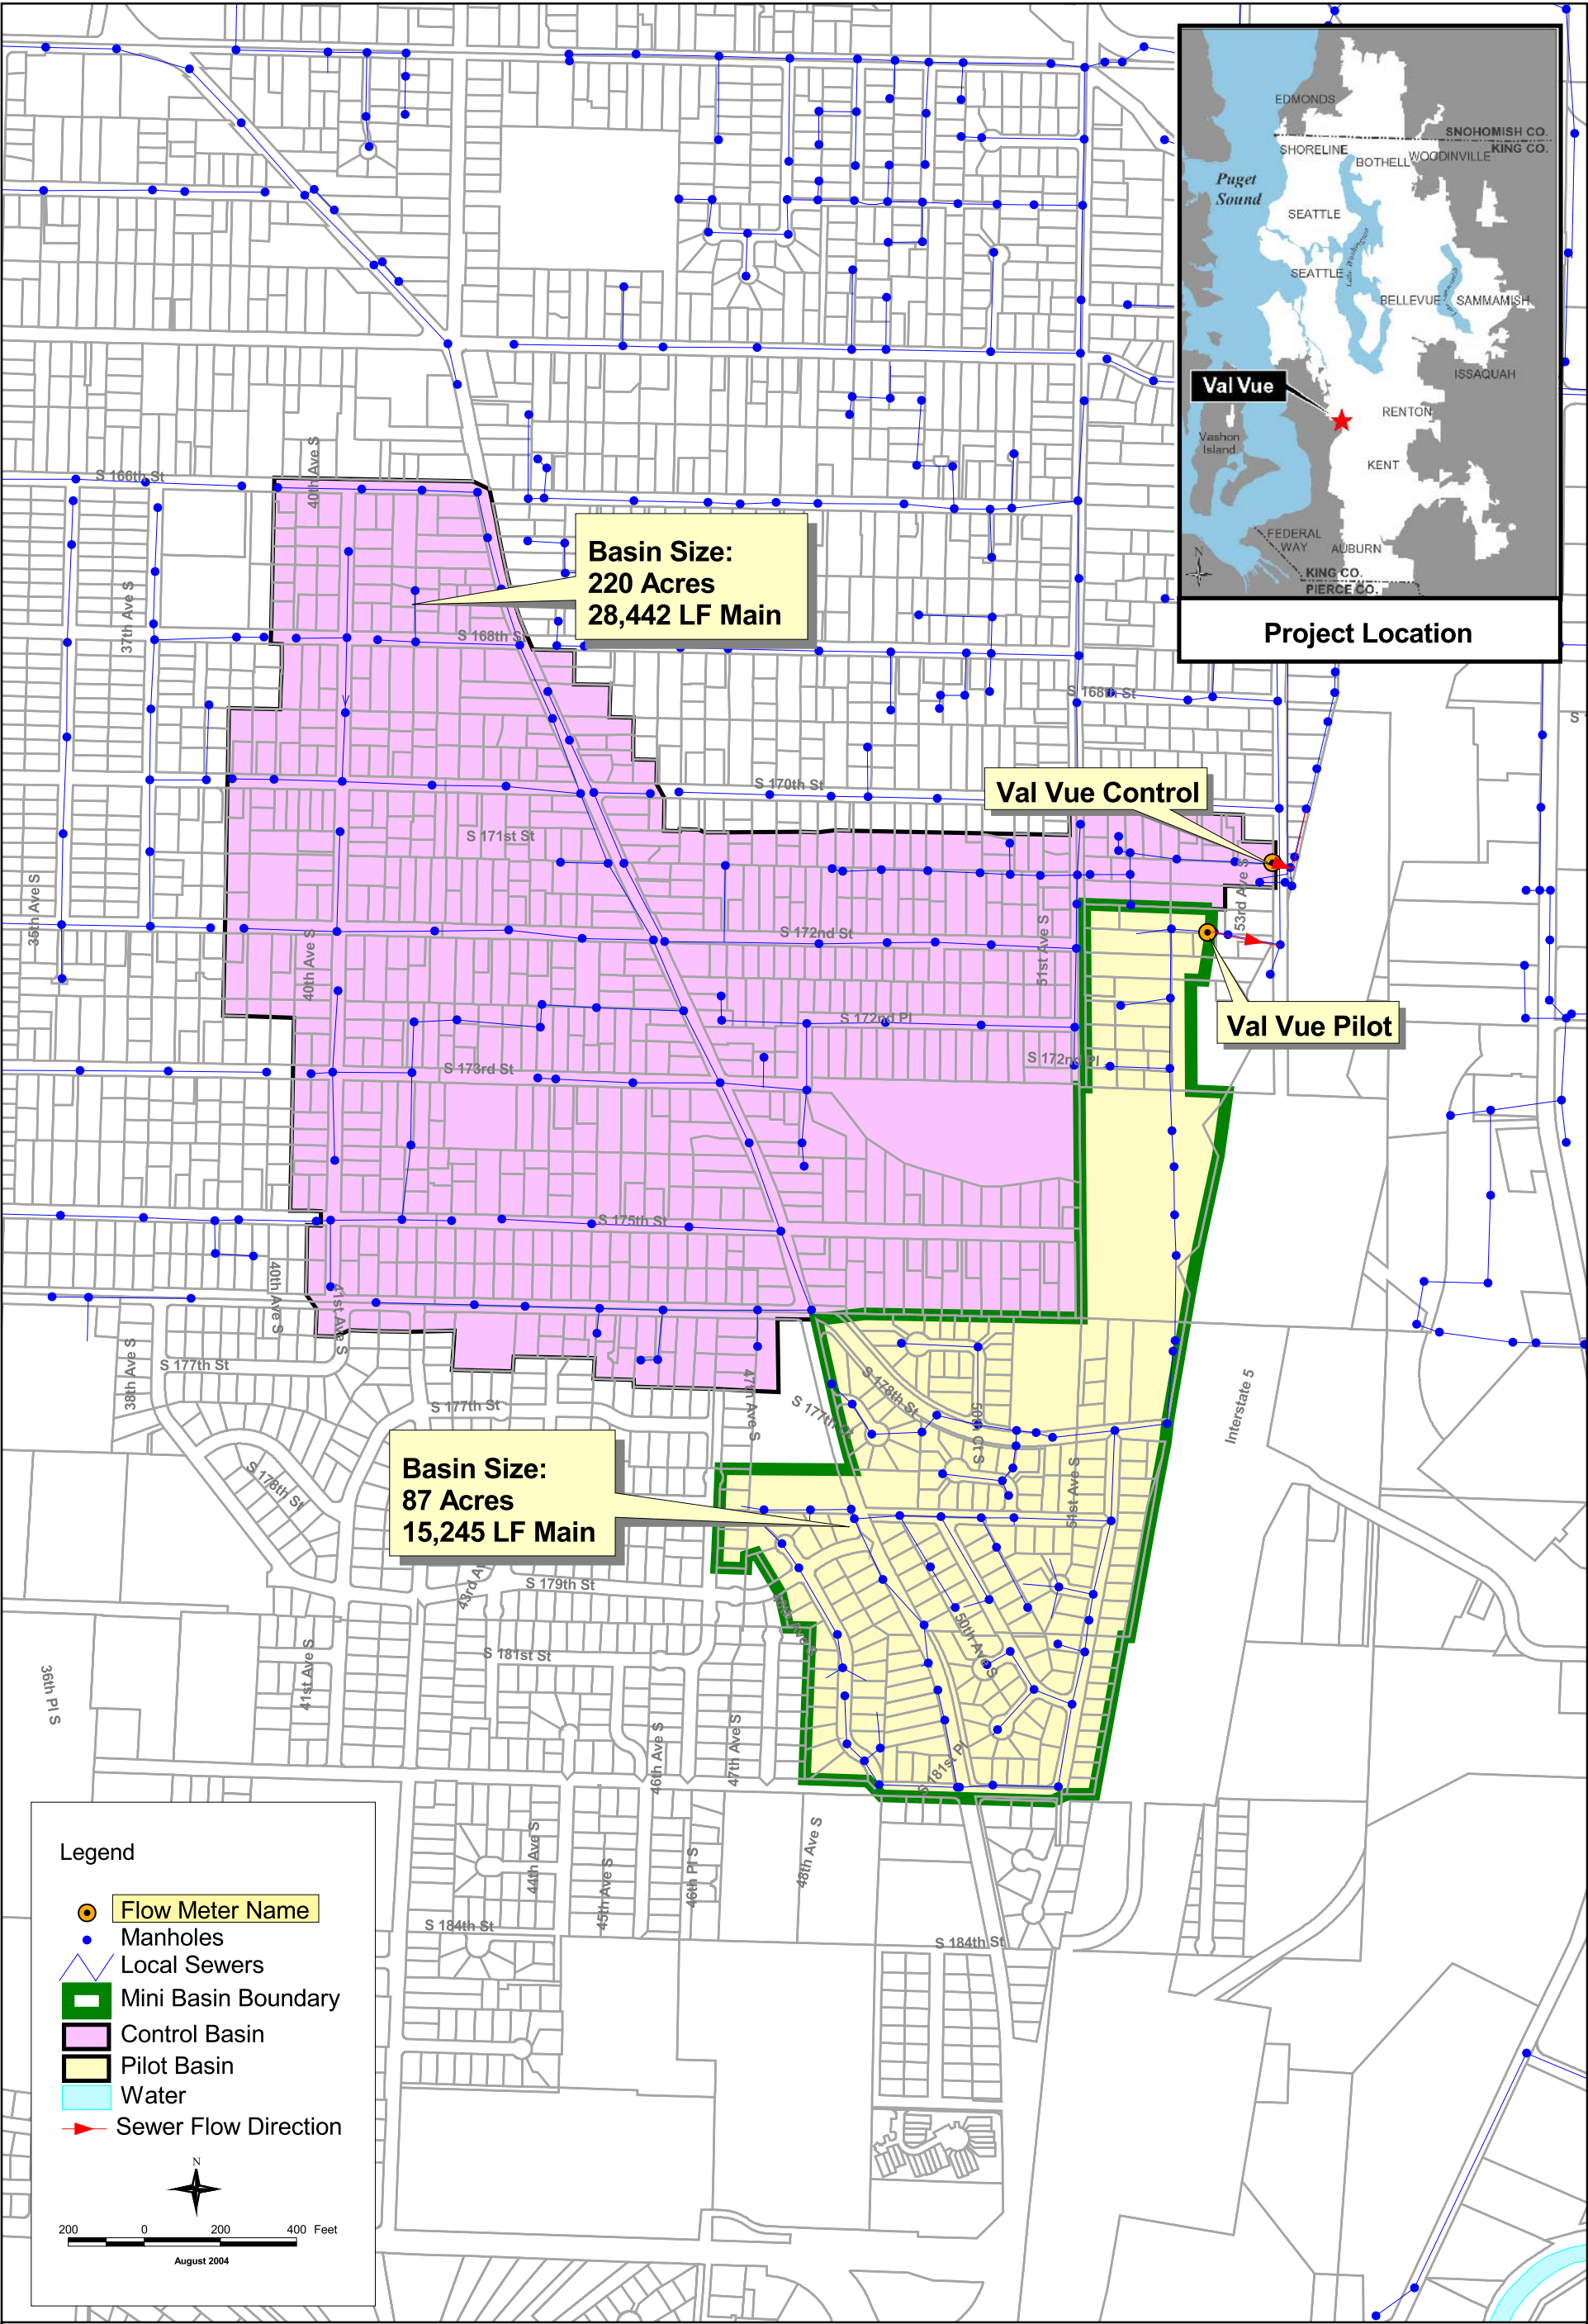 EDMONDS
SNOHOMISH CO.
KING CO.
SHORELINE
BOTHELL
WOODINVILLE
Puget
Sound
SEATTLE
Lake Washington
SEATTLE
BELLEVUE
SAMMAMISH
ISSAQUAH
Val Vue
RENTON
Vashon
Island
KENT
FEDERAL
WAY
AUBURN
N
KING CO.
PIERCE CO.
Project Location
S 166th St
40th Ave S
37th Ave S
Basin Size:
220 Acres
28,442 LF Main
S 168th St
S 168th St
S
S 170th St
Val Vue Control
S 171st St
35th Ave S
40th Ave S
S 172nd St
51st Ave S
53rd Ave S
S 172nd Pl
Val Vue Pilot
S 172nd Pl
S 173rd St
S 175th St
40th Ave S
41st Ave S
38th Ave S
S 177th St
S 177th St
47th Ave S
S 177th Ct
S 178th St
50th Ct S
Interstate 5
S 178th St
Basin Size:
87 Acres
15,245 LF Main
51st Ave S
43rd A
S 179th St
50th Ave S
S 181st St
41st Ave S
36th Pl S
46th Ave S
47th Ave S
S 181st Pl
48th Ave S
44th Ave S
45th Ave S
46th Pl S
S 184th St
S 184th St
Legend
Flow Meter Name
Manholes
Local Sewers
Mini Basin Boundary
Control Basin
Pilot Basin
Water
Sewer Flow Direction
N
200 0 200 400 Feet
August 2004